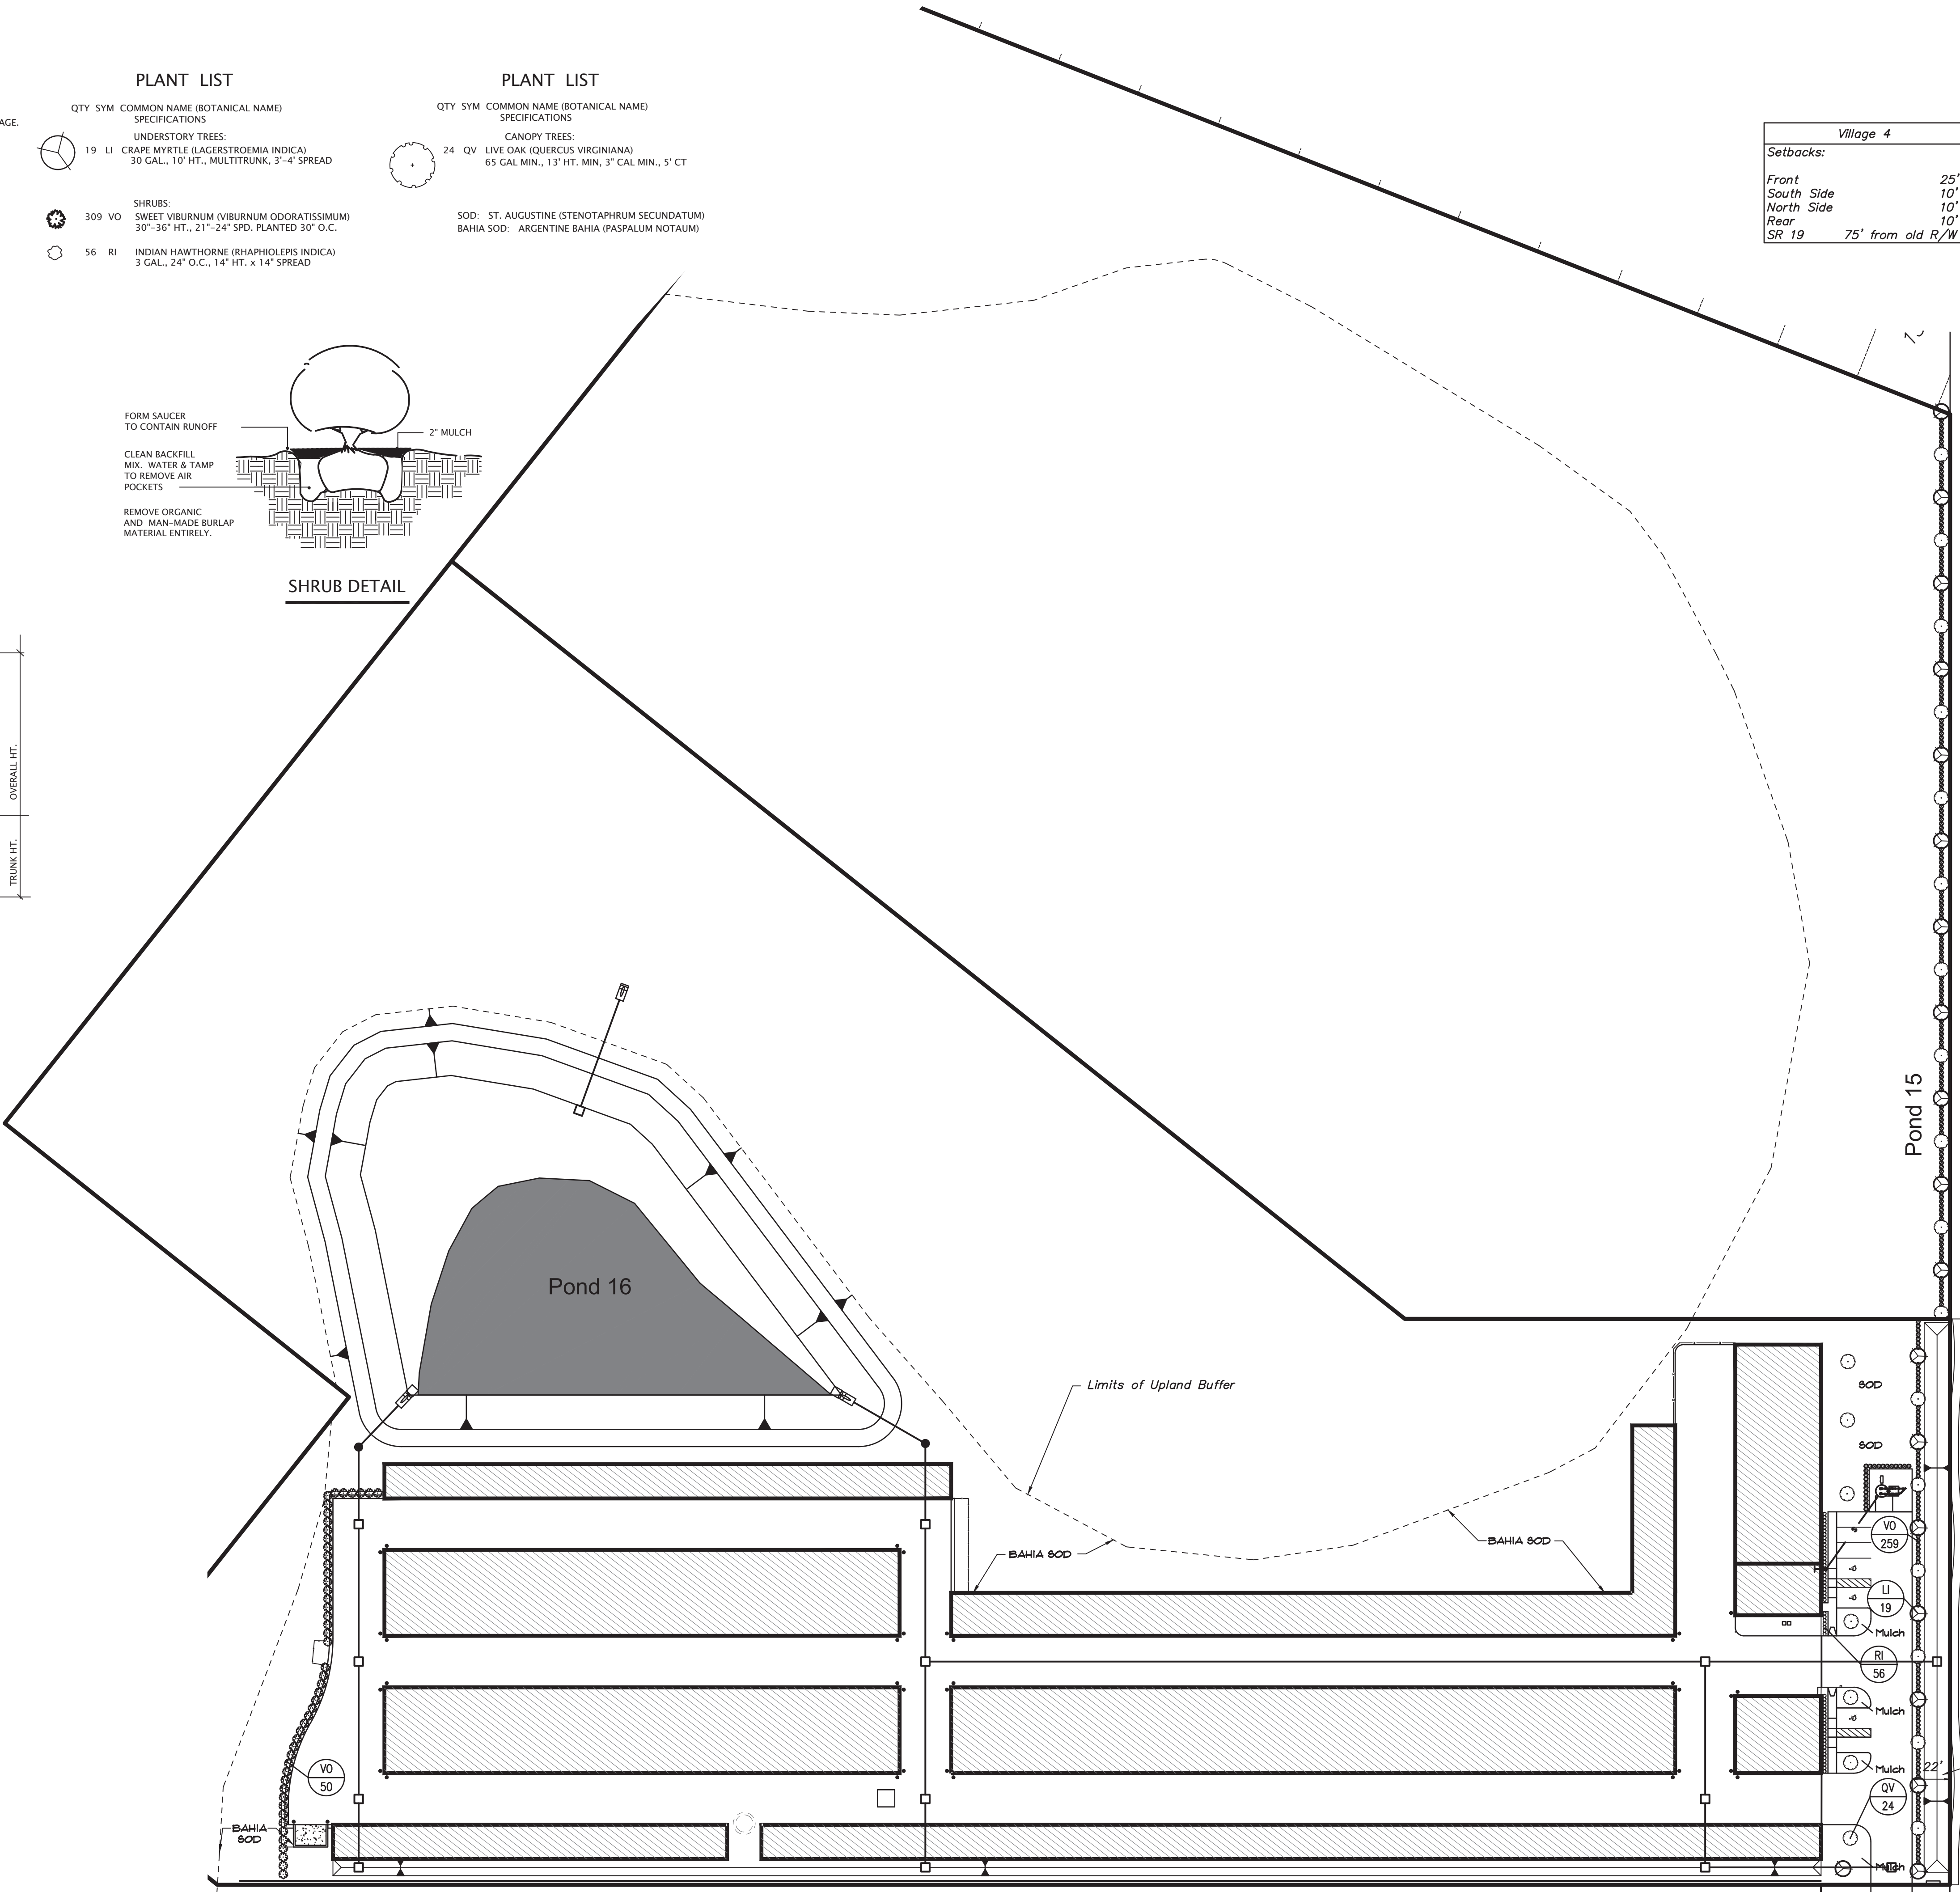 AGE.
PLANT LIST
QTY SYM COMMON NAME (BOTANICAL NAME)
SPECIFICATIONS
UNDERSTORY TREES:
19 LI CRAPE MYRTLE (LAGERSTROEMIA INDICA)
30 GAL., 10' HT., MULTITRUNK, 3'-4' SPREAD
SHRUBS:
309 VO SWEET VIBURNUM (VIBURNUM ODORATISSIMUM)
30"-36" HT., 21"-24" SPD. PLANTED 30" O.C.
56 RI INDIAN HAWTHORNE (RHAPHIOLEPIS INDICA)
3 GAL., 24" O.C., 14" HT. x 14" SPREAD
PLANT LIST
QTY SYM COMMON NAME (BOTANICAL NAME)
SPECIFICATIONS
CANOPY TREES:
24 QV LIVE OAK (QUERCUS VIRGINIANA)
65 GAL MIN., 13' HT. MIN, 3" CAL MIN., 5' CT
SOD: ST. AUGUSTINE (STENOTAPHRUM SECUNDATUM)
BAHIA SOD: ARGENTINE BAHIA (PASPALUM NOTAUM)
Village 4
Setbacks:
Front 25'
South Side 10'
North Side 10'
Rear 10'
SR 19 75' from old R/W
FORM SAUCER
TO CONTAIN RUNOFF
2" MULCH
CLEAN BACKFILL
MIX. WATER & TAMP
TO REMOVE AIR
POCKETS
REMOVE ORGANIC
AND MAN-MADE BURLAP
MATERIAL ENTIRELY.
SHRUB DETAIL
OVERALL HT.
TRUNK HT.
Pond 15
Pond 16
Limits of Upland Buffer
SOD
SOD
BAHIA SOD
BAHIA SOD
VO
259
LI
19
Mulch
RI
56
Mulch
VO
50
Mulch
22'
QV
24
BAHIA
SOD
Mulch